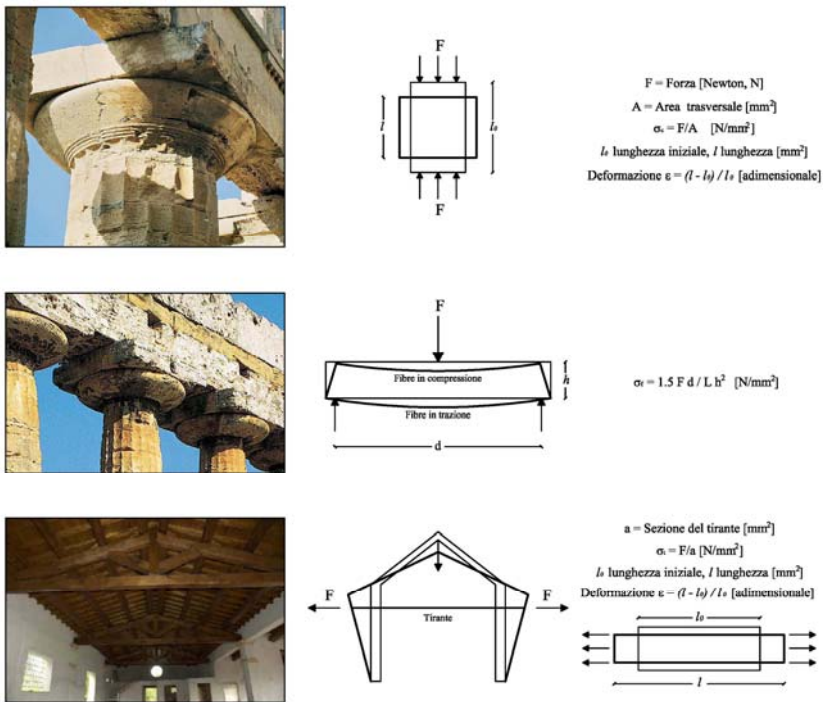 F
l
l₀
F
F = Forza [Newton, N]
A = Area trasversale [mm²]
σc = F/A [N/mm²]
l₀ lunghezza iniziale, l lunghezza [mm²]
Deformazione ε = (l - l₀) / l₀ [adimensionale]
F
Fibre in compressione
h
Fibre in trazione
d
σf = 1.5 F d / L h² [N/mm²]
F
F
Tirante
a = Sezione del tirante [mm²]
σt = F/a [N/mm²]
l₀ lunghezza iniziale, l lunghezza [mm²]
Deformazione ε = (l - l₀) / l₀ [adimensionale]
l₀
l